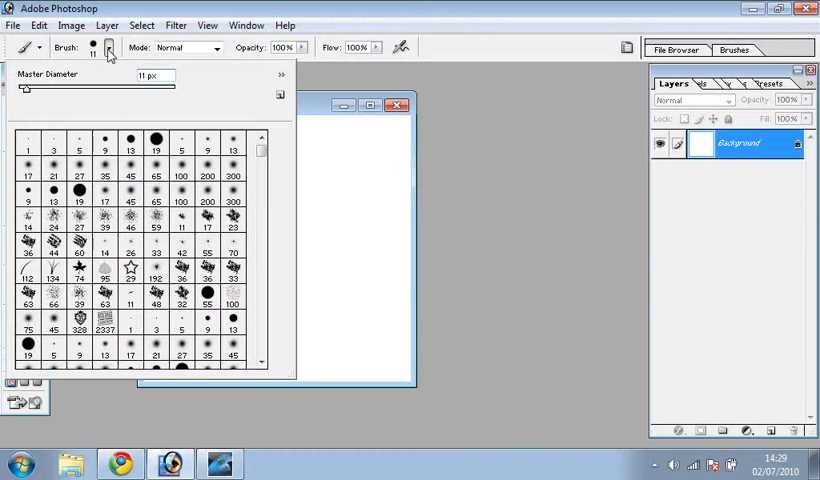 Adobe Photoshop
File Edit Image Layer Select Filter View Window Help
Brush: 11 Mode: Normal Opacity: 100% Flow: 100% File Browser Brushes
Master Diameter 11 px
1 3 5 9 13 19 5 9 13
17 21 27 35 45 65 100 200 300
9 13 19 17 45 65 100 200 300
14 24 27 39 46 59 11 17 23
36 44 60 14 26 33 42 55 70
112 134 74 95 29 192 36 36 33
63 66 39 63 11 48 32 55 100
75 45 328 2337 1 3 5 9 13
19 5 9 13 17 21 27 35 45
Layers Presets
Normal Opacity: 100%
Lock: Fill: 100%
Background
14:29
02/07/2010